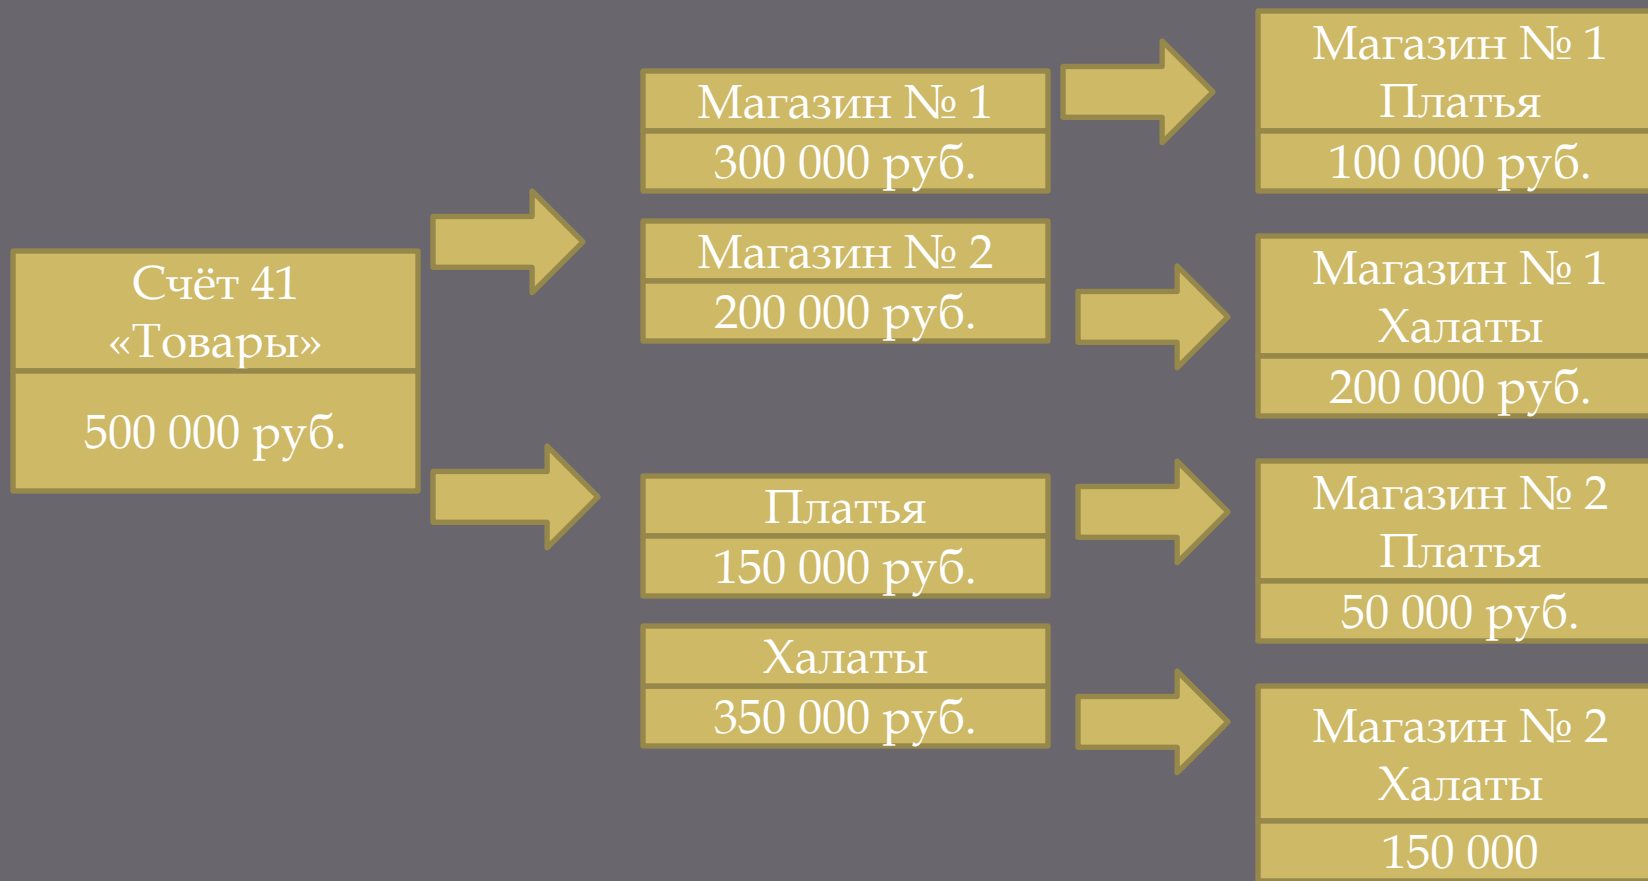 Счёт 41
«Товары»
500 000 руб.
Магазин № 1
300 000 руб.
Магазин № 2
200 000 руб.
Платья
150 000 руб.
Халаты
350 000 руб.
Магазин № 1
Платья
100 000 руб.
Магазин № 1
Халаты
200 000 руб.
Магазин № 2
Платья
50 000 руб.
Магазин № 2
Халаты
150 000